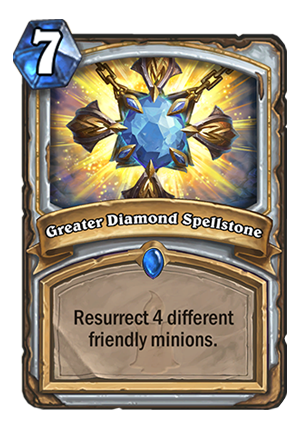 7
Greater Diamond Spellstone
Resurrect 4 different
friendly minions.